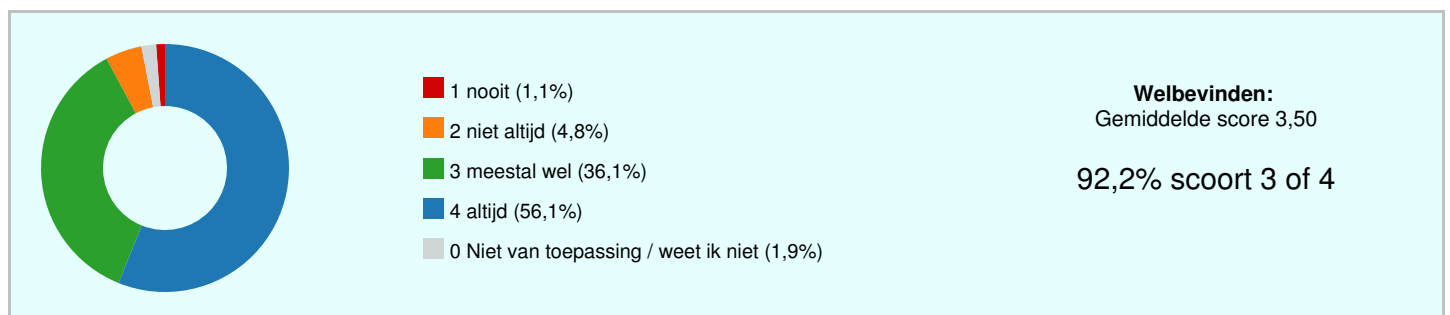 1 nooit (1,1%)
2 niet altijd (4,8%)
3 meestal wel (36,1%)
4 altijd (56,1%)
0 Niet van toepassing / weet ik niet (1,9%)
Welbevinden:
Gemiddelde score 3,50
92,2% scoort 3 of 4